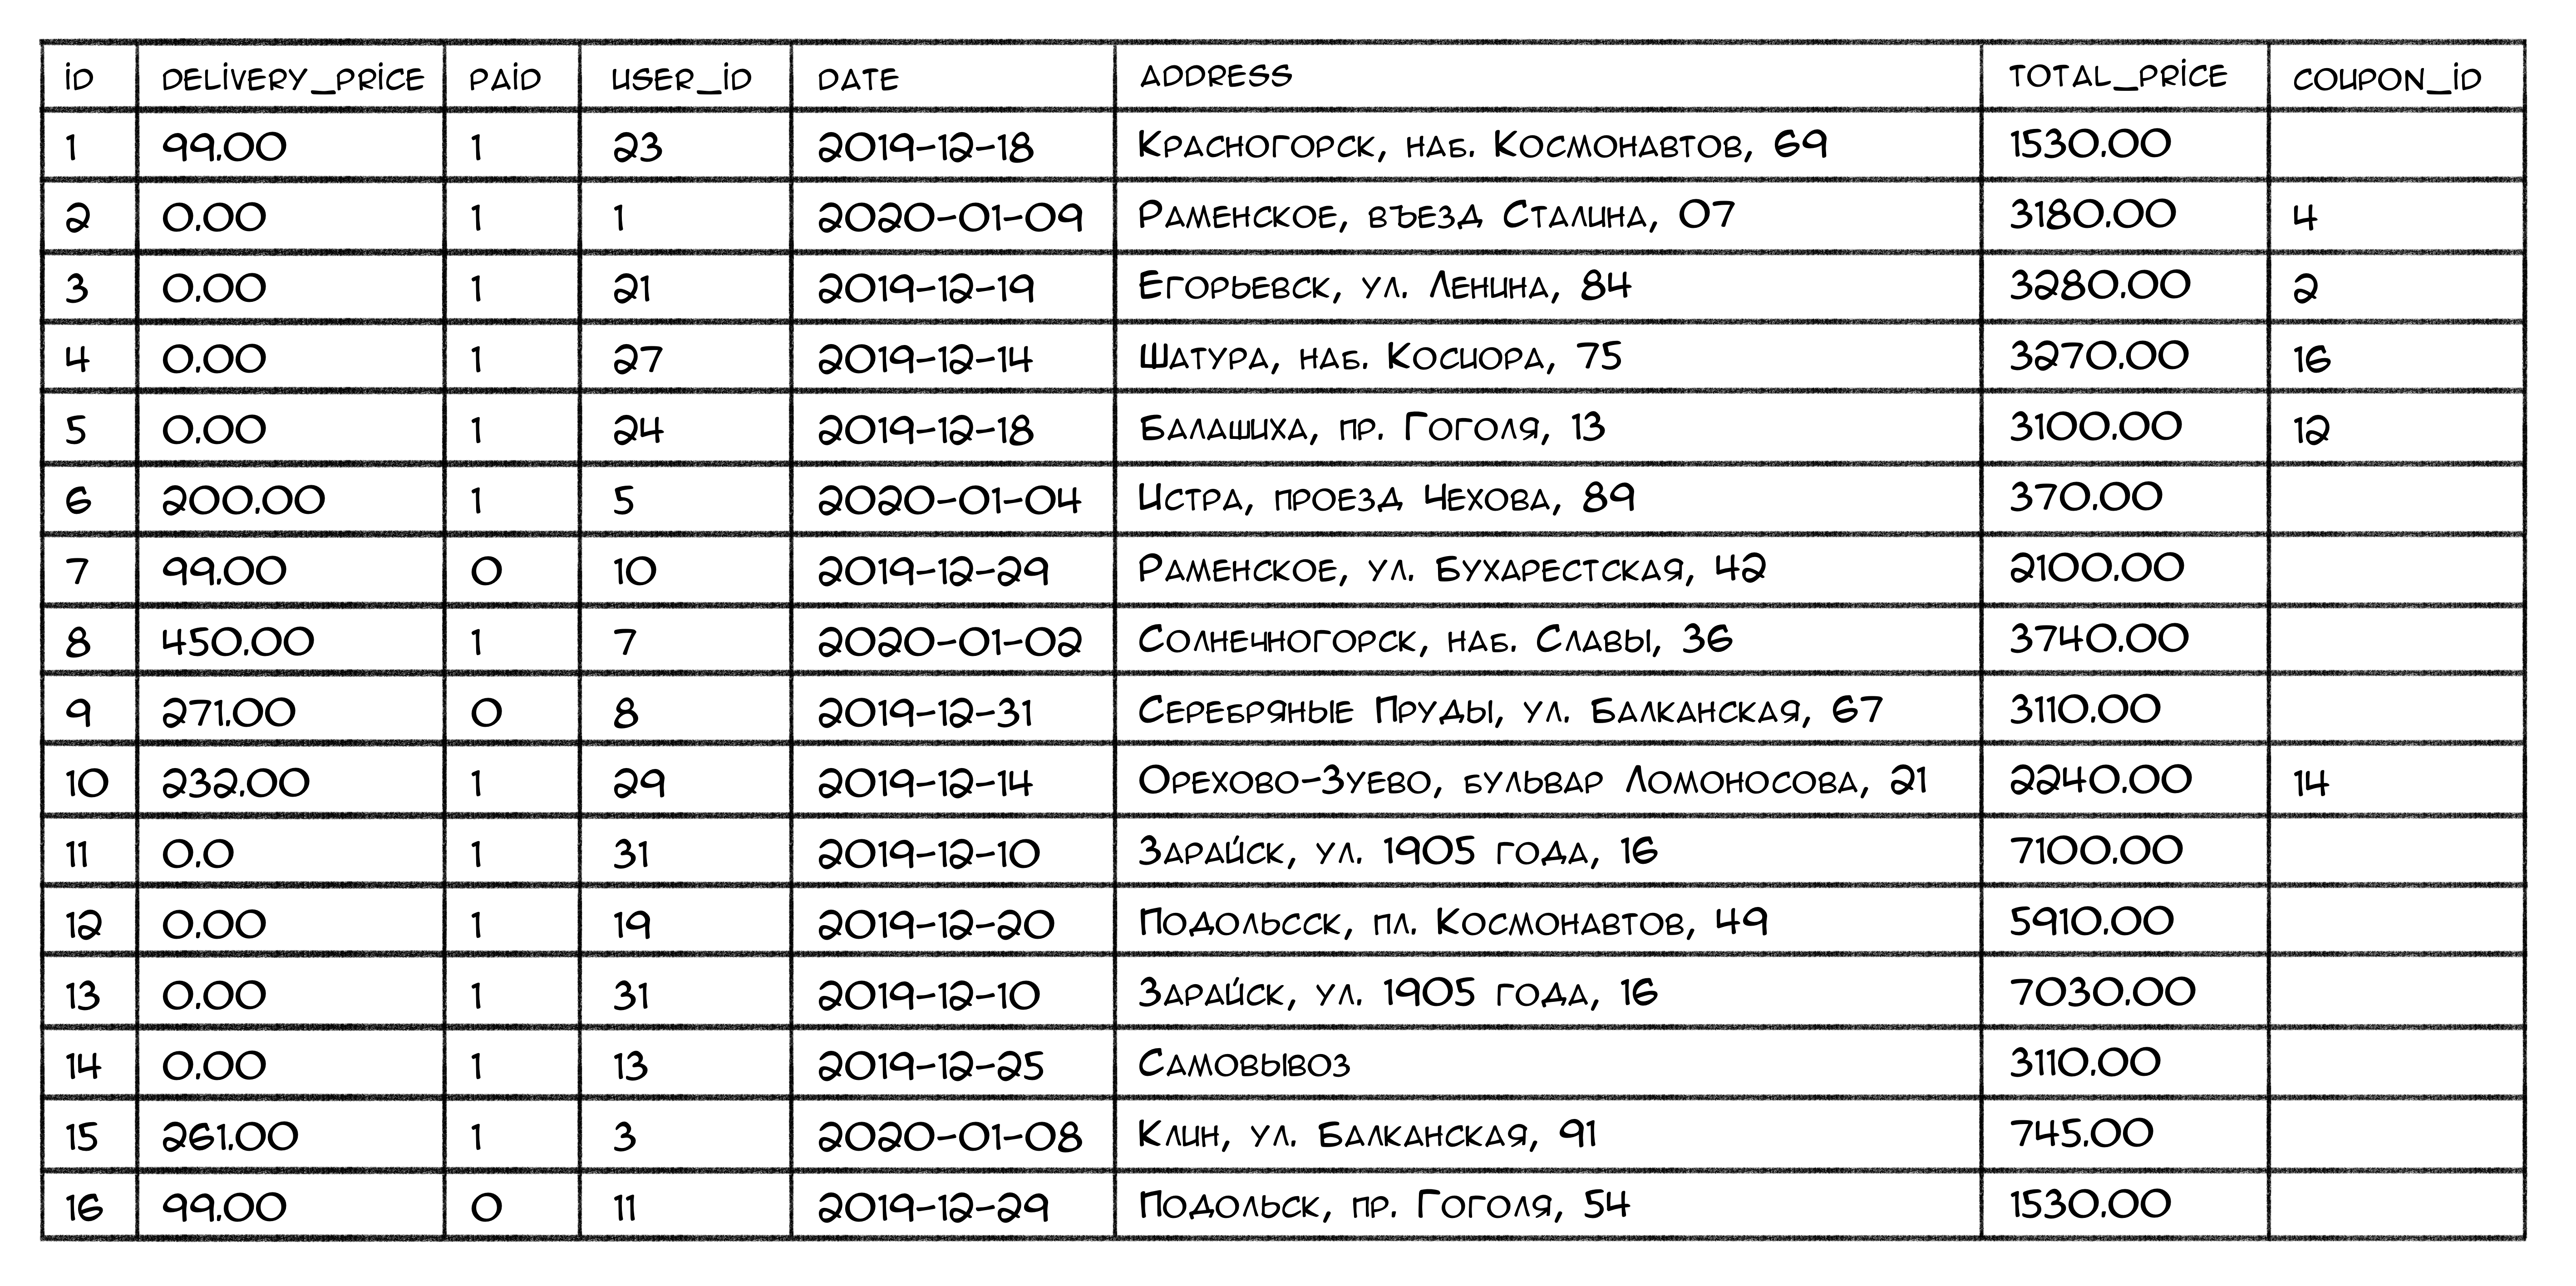 id delivery_price paid user_id date address total_price coupon_id
1 99.00 1 23 2019-12-18 Красногорск, наб. Космонавтов, 69 1530.00
2 0.00 1 1 2020-01-09 Раменское, въезд Сталина, 07 3180.00 4
3 0.00 1 21 2019-12-19 Егорьевск, ул. Ленина, 84 3280.00 2
4 0.00 1 27 2019-12-14 Шатура, наб. Косиора, 75 3270.00 16
5 0.00 1 24 2019-12-18 Балашиха, пр. Гоголя, 13 3100.00 12
6 200.00 1 5 2020-01-04 Истра, проезд Чехова, 89 370.00
7 99.00 0 10 2019-12-29 Раменское, ул. Бухарестская, 42 2100.00
8 450.00 1 7 2020-01-02 Солнечногорск, наб. Славы, 36 3740.00
9 271.00 0 8 2019-12-31 Серебряные Пруды, ул. Балканская, 67 3110.00
10 232.00 1 29 2019-12-14 Орехово-Зуево, бульвар Ломоносова, 21 2240.00 14
11 0.0 1 31 2019-12-10 Зарайск, ул. 1905 года, 16 7100.00
12 0.00 1 19 2019-12-20 Подольсск, пл. Космонавтов, 49 5910.00
13 0.00 1 31 2019-12-10 Зарайск, ул. 1905 года, 16 7030.00
14 0.00 1 13 2019-12-25 Самовывоз 3110.00
15 261.00 1 3 2020-01-08 Клин, ул. Балканская, 91 745.00
16 99.00 0 11 2019-12-29 Подольск, пр. Гоголя, 54 1530.00